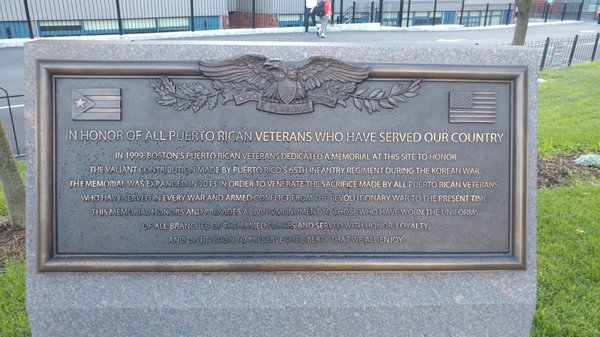 E PLURIBUS UNUM
IN HONOR OF ALL PUERTO RICAN VETERANS WHO HAVE SERVED OUR COUNTRY
IN 1999, BOSTON'S PUERTO RICAN VETERANS DEDICATED A MEMORIAL AT THIS SITE TO HONOR
THE VALIANT CONTRIBUTION MADE BY PUERTO RICO'S 65TH INFANTRY REGIMENT DURING THE KOREAN WAR.
THE MEMORIAL WAS EXPANDED IN 2013 IN ORDER TO VENERATE THE SACRIFICE MADE BY ALL PUERTO RICAN VETERANS
WHO HAVE SERVED IN EVERY WAR AND ARMED CONFLICT FROM THE REVOLUTIONARY WAR TO THE PRESENT TIME.
THIS MEMORIAL HONORS AND PROVIDES A LIVING MONUMENT TO THOSE WHO HAVE WORN THE UNIFORMS
OF ALL BRANCHES OF THE ARMED FORCES AND SERVED WITH HONOR, LOYALTY,
AND DISTINCTION TO PRESERVE THE LIBERTY THAT WE ALL ENJOY.